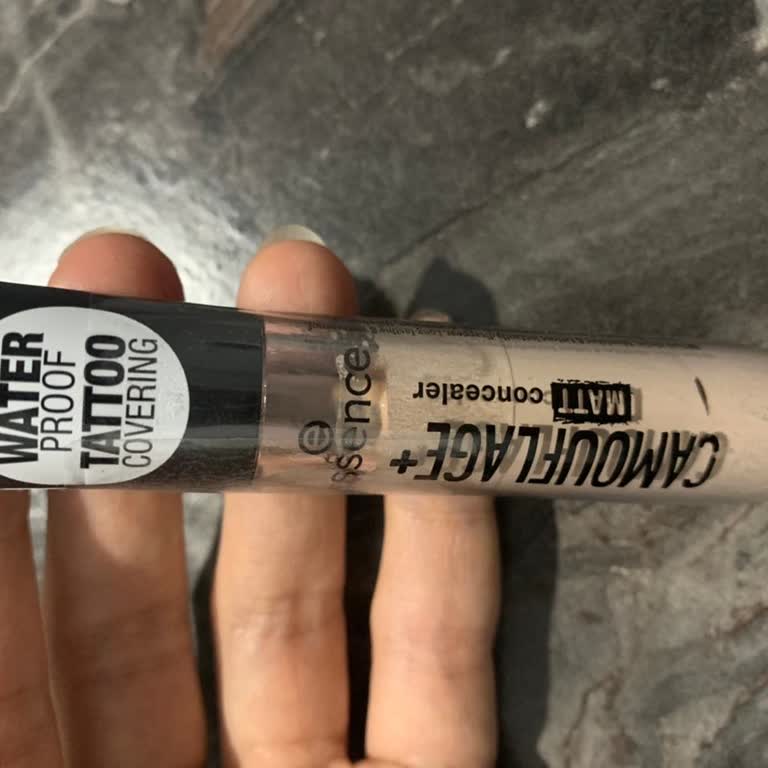 WATER
PROOF
TATTOO
COVERING
essence
CAMOUFLAGE+
MATT concealer